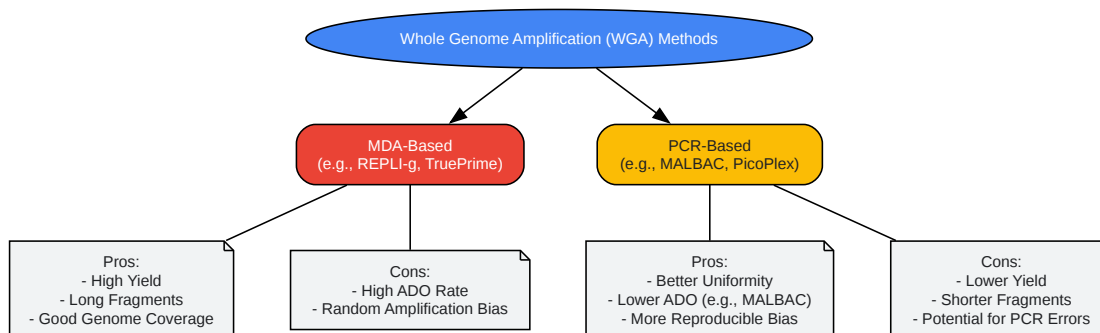 Whole Genome Amplification (WGA) Methods
MDA-Based
(e.g., REPLI-g, TruePrime)
PCR-Based
(e.g., MALBAC, PicoPlex)
Pros:
- High Yield
- Long Fragments
- Good Genome Coverage
Cons:
- High ADO Rate
- Random Amplification Bias
Pros:
- Better Uniformity
- Lower ADO (e.g., MALBAC)
- More Reproducible Bias
Cons:
- Lower Yield
- Shorter Fragments
- Potential for PCR Errors